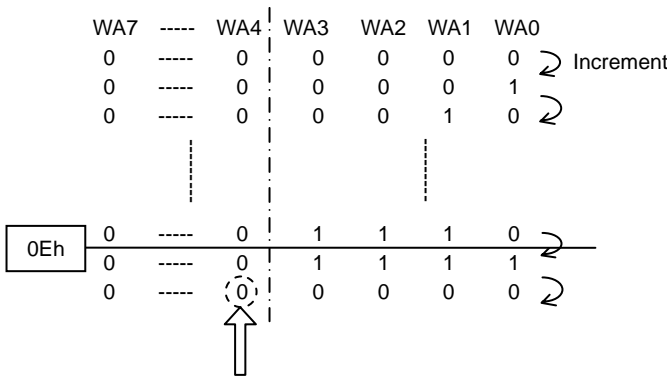 WA7 ----- WA4 WA3 WA2 WA1 WA0
0 ----- 0 0 0 0 0 Increment
0 ----- 0 0 0 0 1
0 ----- 0 0 0 1 0
0Eh 0 ----- 0 1 1 1 0
0 ----- 0 1 1 1 1
0 ----- 0 0 0 0 0